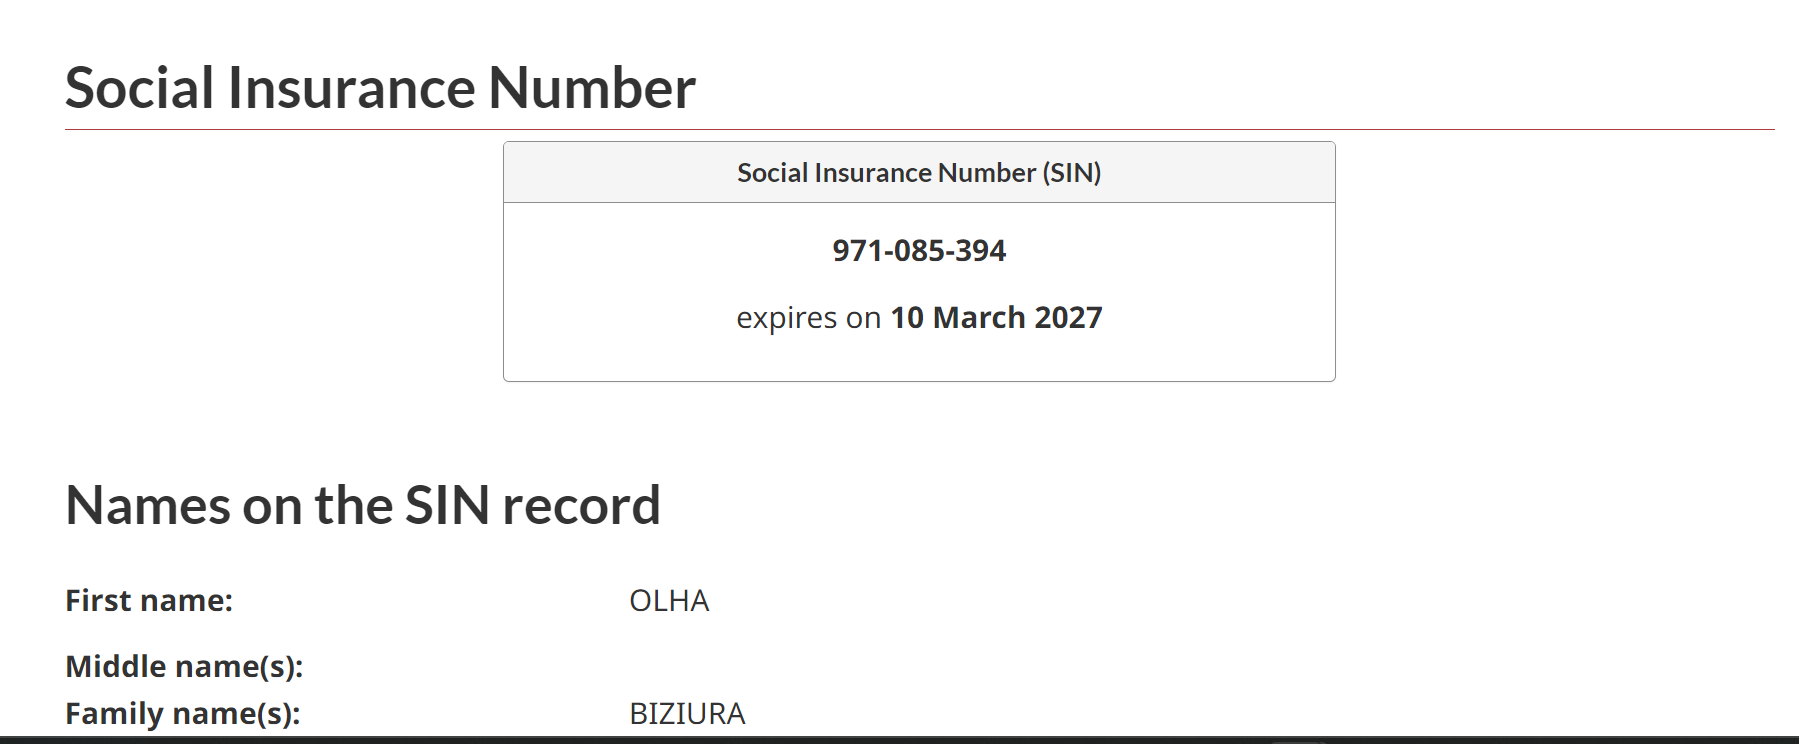 Social Insurance Number
Social Insurance Number (SIN)
971-085-394
expires on 10 March 2027
Names on the SIN record
First name: OLHA
Middle name(s):
Family name(s): BIZIURA